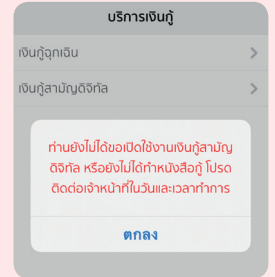 บริการเงินกู้
เงินกู้ฉุกเฉิน
เงินกู้สามัญดิจิทัล
ท่านยังไม่ได้ขอเปิดใช้งานเงินกู้สามัญ
ดิจิทัล หรือยังไม่ได้ทำหนังสือกู้ โปรด
ติดต่อเจ้าหน้าที่ในวันและเวลาทำการ
ตกลง